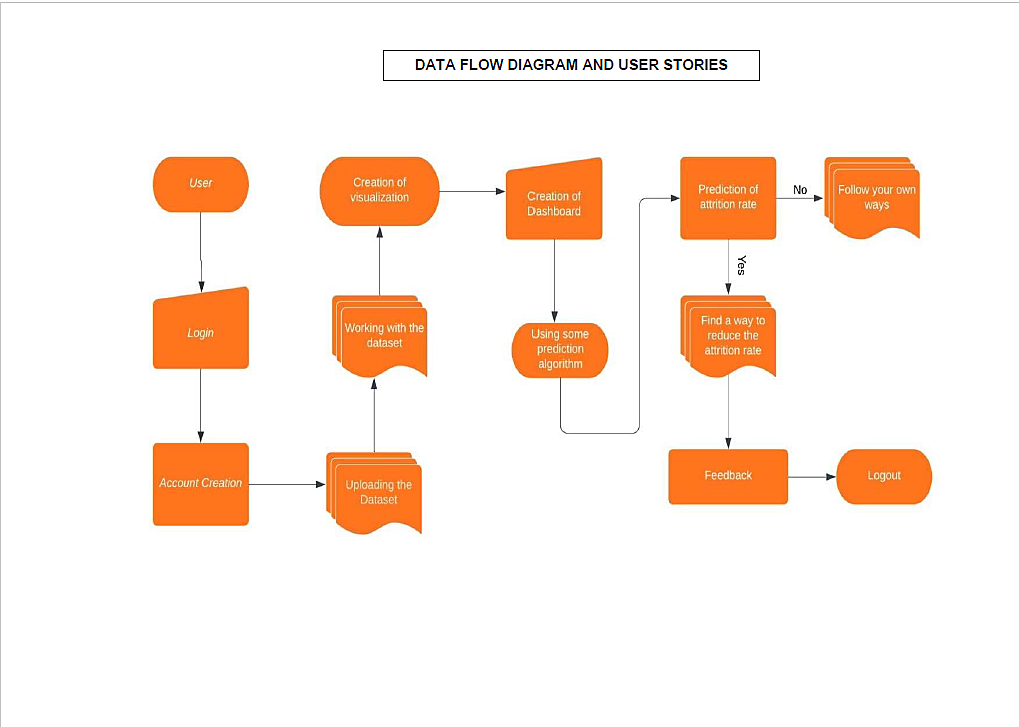 DATA FLOW DIAGRAM AND USER STORIES
User
Login
Account Creation
Uploading the
Dataset
Working with the
dataset
Creation of
visualization
Creation of
Dashboard
Using some
prediction
algorithm
Prediction of
attrition rate
No
Follow your own
ways
Yes
Find a way to
reduce the
attrition rate
Feedback
Logout